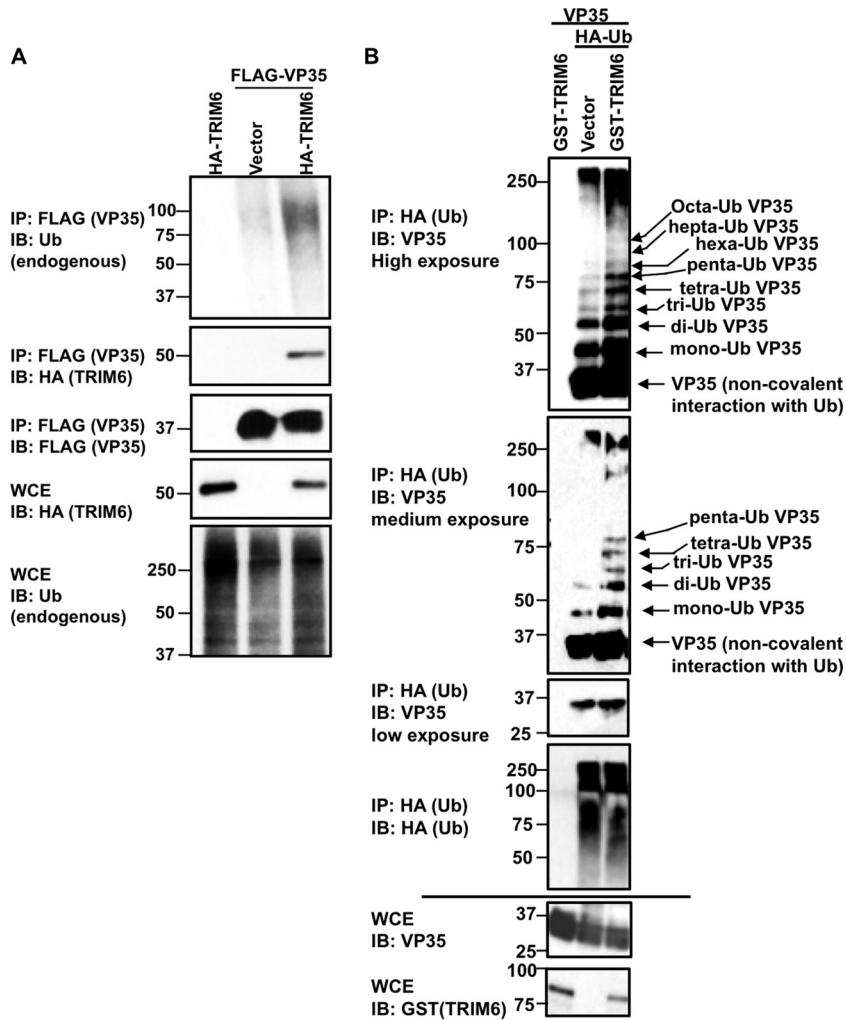 A
FLAG-VP35
HA-TRIM6
Vector
HA-TRIM6
IP: FLAG (VP35)
IB: Ub
(endogenous)
100
75
50
37
IP: FLAG (VP35)
IB: HA (TRIM6)
50
IP: FLAG (VP35)
IB: FLAG (VP35)
37
WCE
IB: HA (TRIM6)
50
WCE
IB: Ub
(endogenous)
250
50
37
B
VP35
HA-Ub
GST-TRIM6
Vector
GST-TRIM6
IP: HA (Ub)
IB: VP35
High exposure
250
100
75
50
37
Octa-Ub VP35
hepta-Ub VP35
hexa-Ub VP35
penta-Ub VP35
tetra-Ub VP35
tri-Ub VP35
di-Ub VP35
mono-Ub VP35
VP35 (non-covalent
interaction with Ub)
IP: HA (Ub)
IB: VP35
medium exposure
250
100
75
50
37
penta-Ub VP35
tetra-Ub VP35
tri-Ub VP35
di-Ub VP35
mono-Ub VP35
VP35 (non-covalent
interaction with Ub)
IP: HA (Ub)
IB: VP35
low exposure
37
25
IP: HA (Ub)
IB: HA (Ub)
250
100
75
50
WCE
IB: VP35
37
25
WCE
IB: GST(TRIM6)
100
75